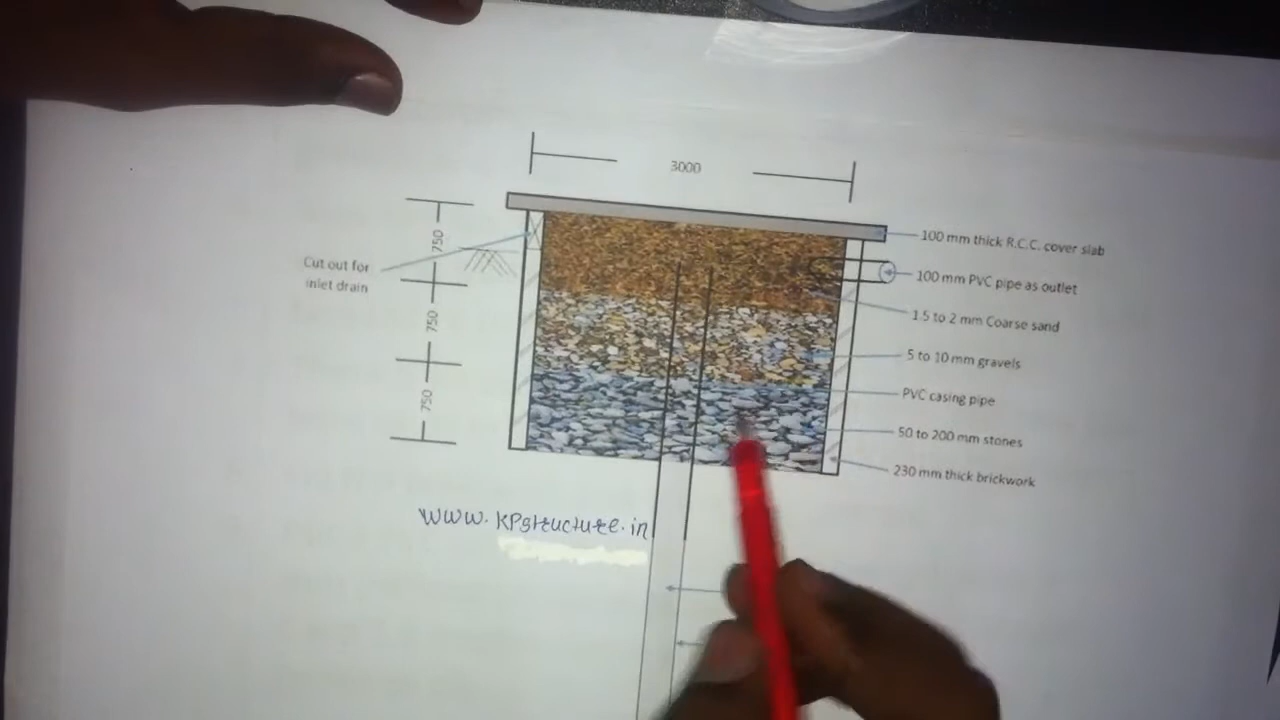 3000
750
750
750
Cut out for
inlet drain
100 mm thick R.C.C. cover slab
100 mm PVC pipe as outlet
1.5 to 2 mm Coarse sand
5 to 10 mm gravels
PVC casing pipe
50 to 200 mm stones
230 mm thick brickwork
www.KPstructure.in